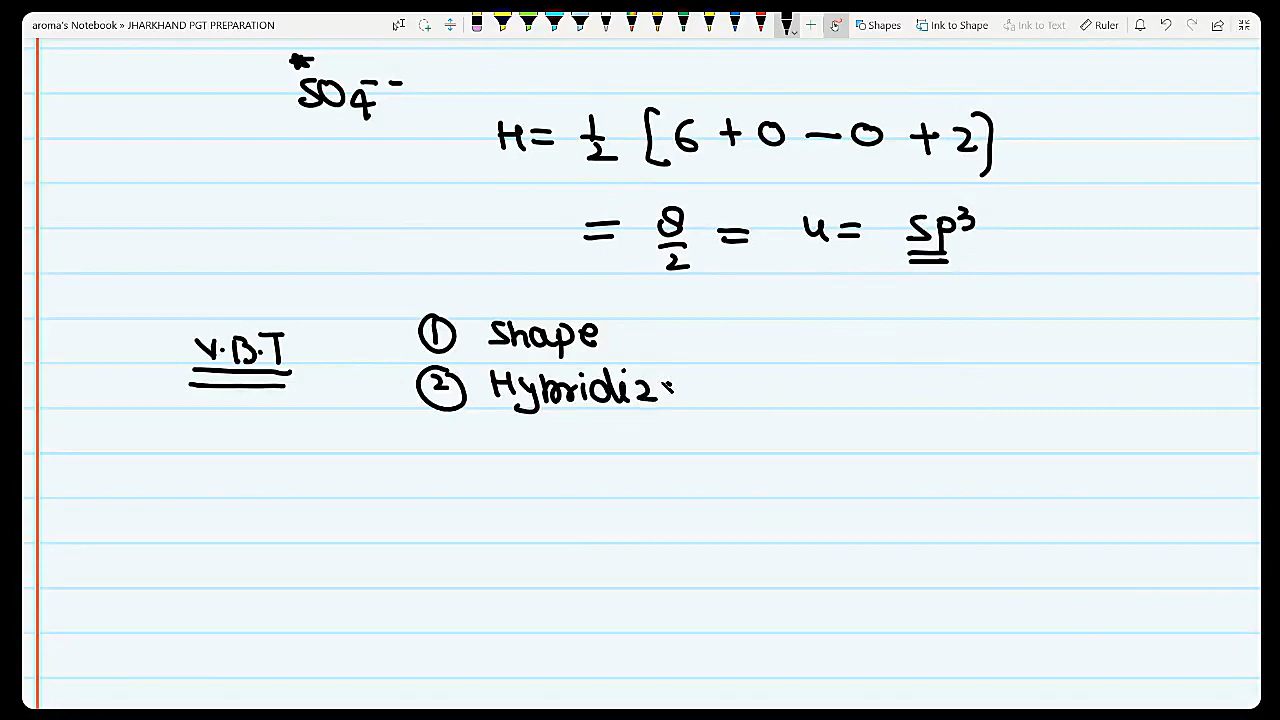 aroma's Notebook » JHARKHAND PGT PREPARATION
Shapes
Ink to Shape
Ink to Text
Ruler
* SO4--
H= 1/2 [6 + 0 - 0 + 2]
= 8/2 = 4 = sp³
V.B.T
① Shape
② Hybridiz